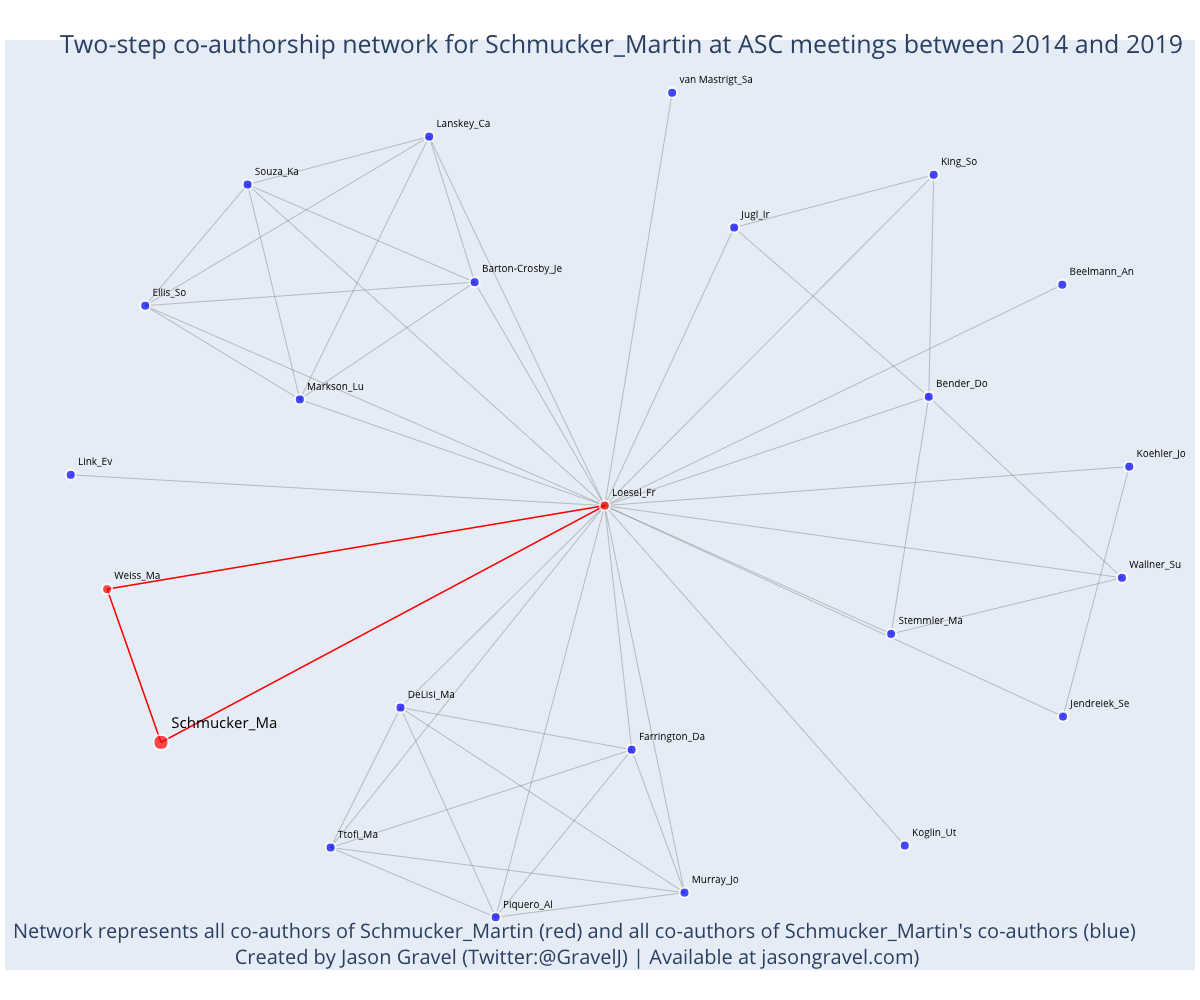 Two-step co-authorship network for Schmucker_Martin at ASC meetings between 2014 and 2019
van Mastrigt_Sa
Lanskey_Ca
King_So
Souza_Ka
Jugl_Ir
Barton-Crosby_Je
Beelmann_An
Ellis_So
Markson_Lu
Bender_Do
Koehler_Jo
Link_Ev
Loesel_Fr
Wallner_Su
Weiss_Ma
Stemmler_Ma
DeLisi_Ma
Jendreiek_Se
Schmucker_Ma
Farrington_Da
Ttofi_Ma
Koglin_Ut
Murray_Jo
Piquero_Al
Network represents all co-authors of Schmucker_Martin (red) and all co-authors of Schmucker_Martin's co-authors (blue)
Created by Jason Gravel (Twitter:@GravelJ) | Available at jasongravel.com)